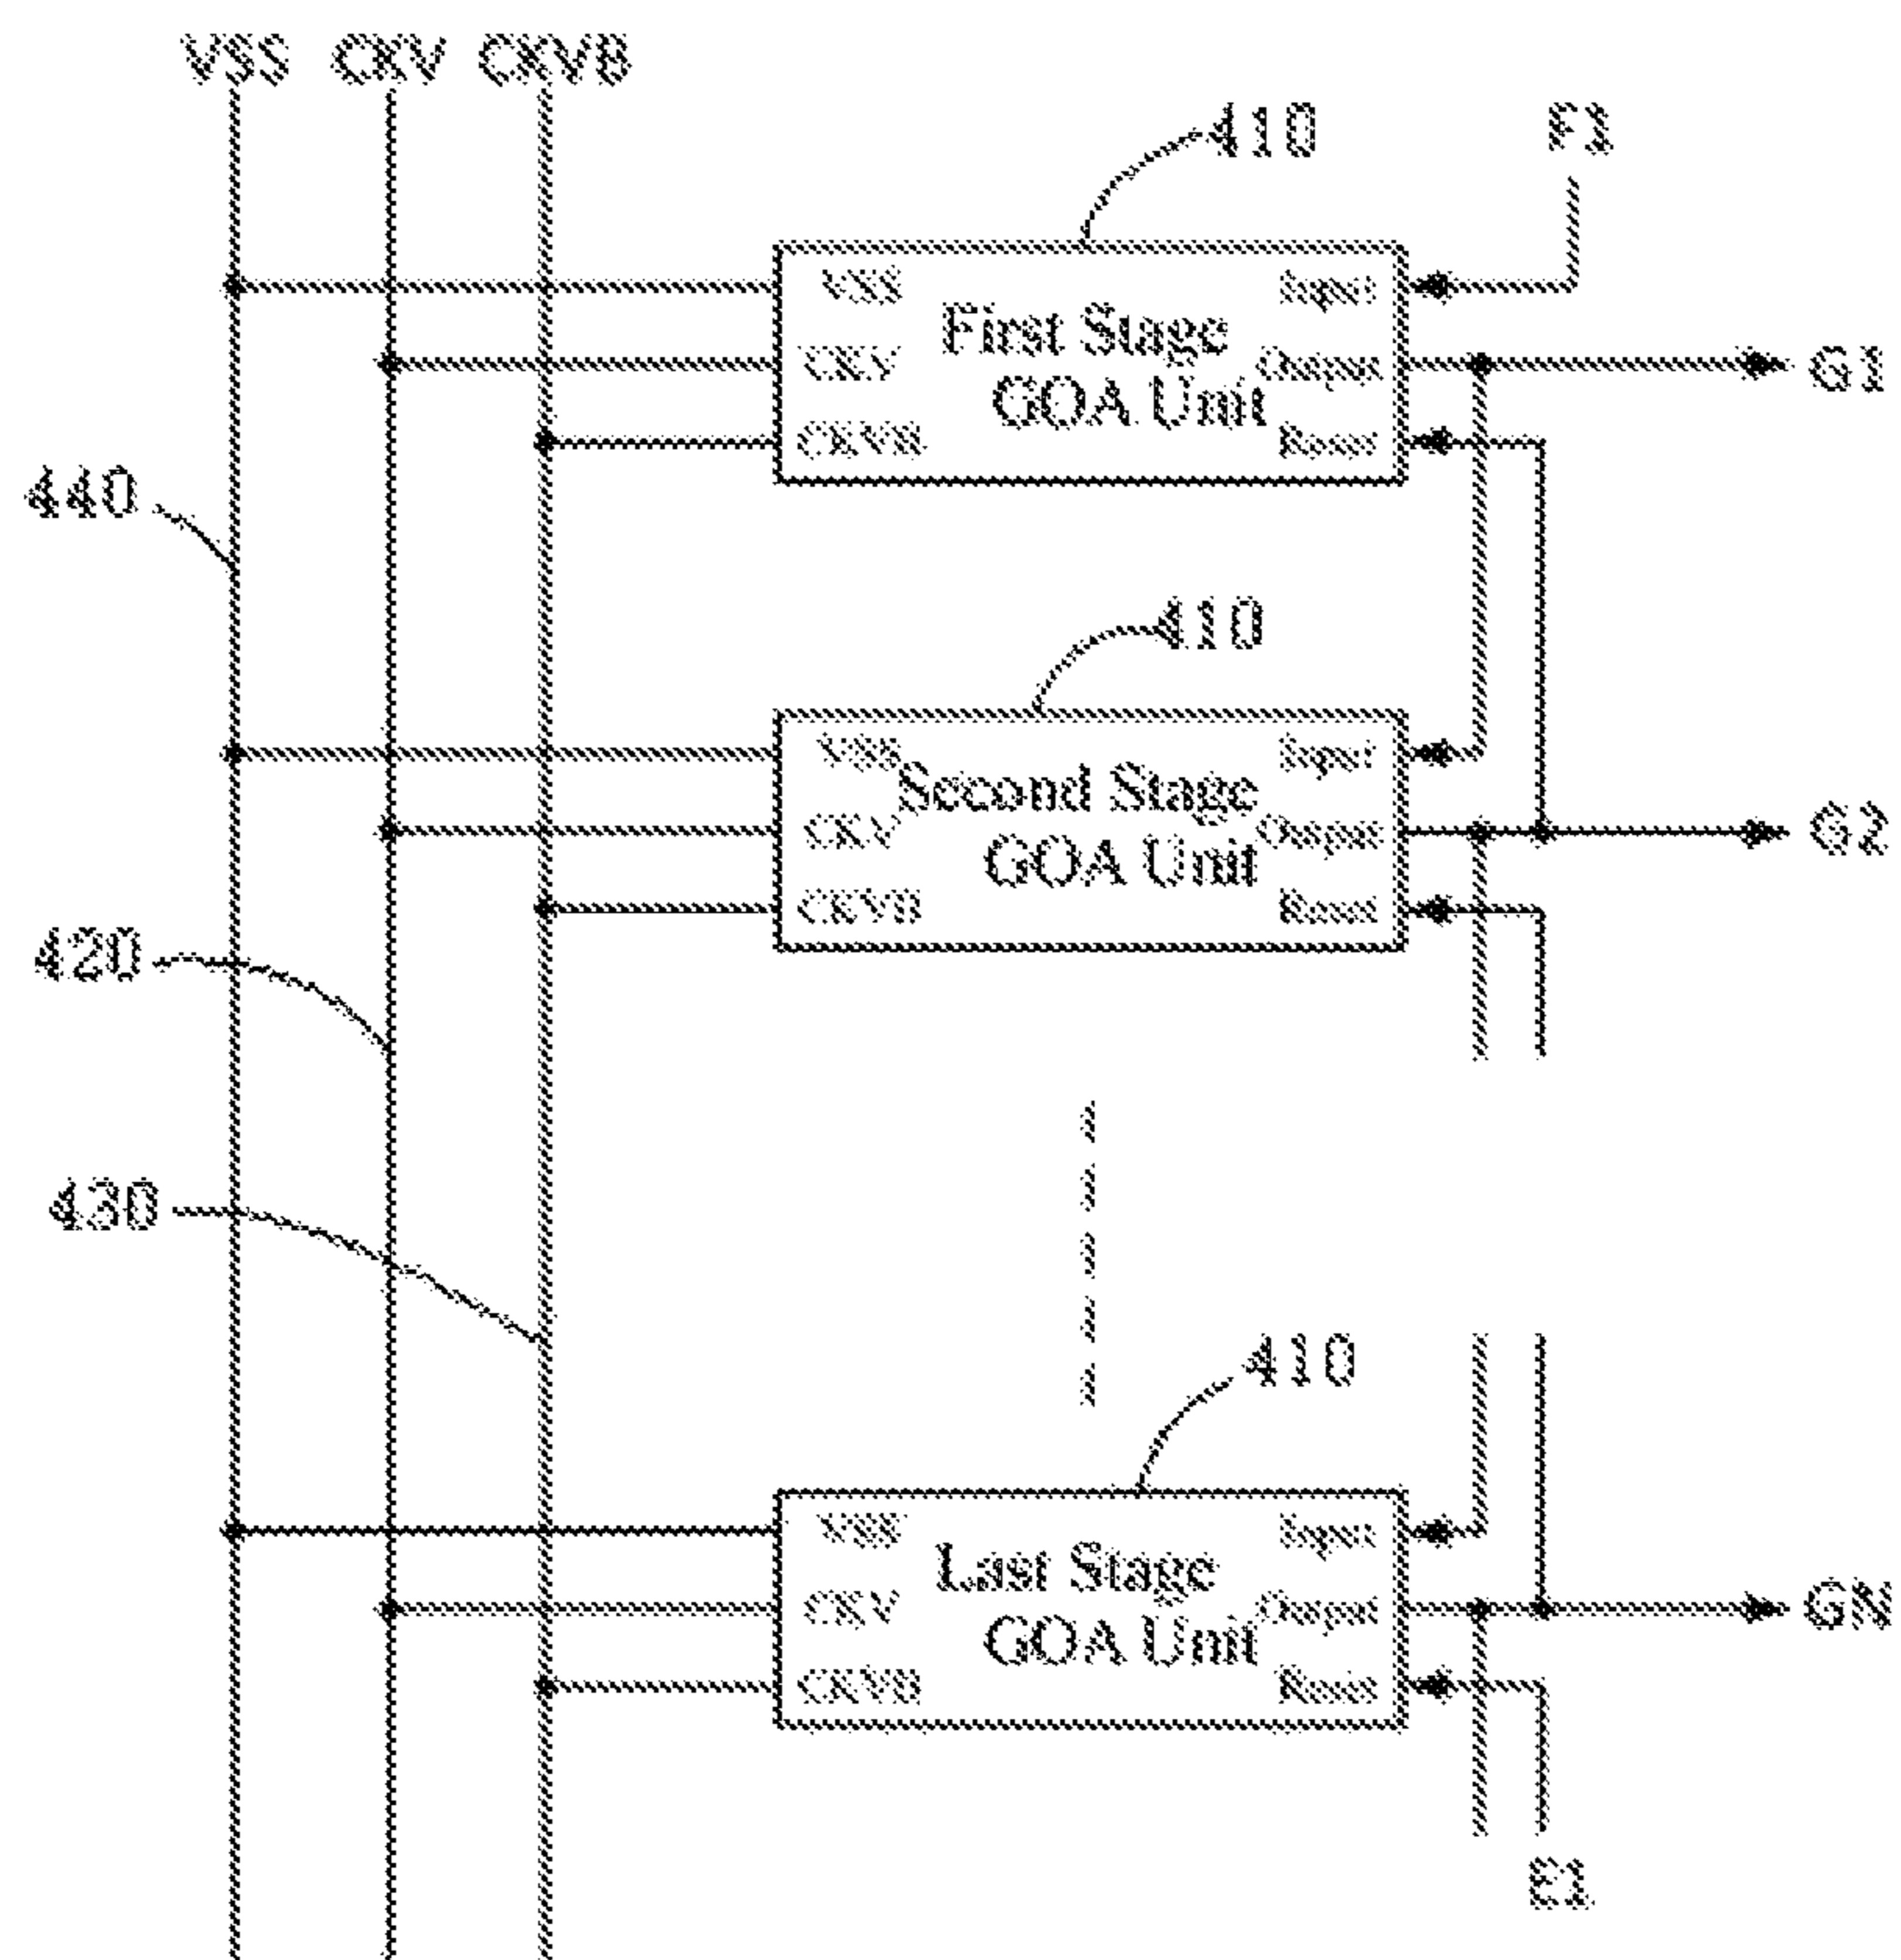 VSS CKV CKVB
410
F1
VSS
Input
First Stage
GOA Unit
CKV
Output
G1
CKVB
Reset
440
410
VSS
Input
Second Stage
GOA Unit
CKV
Output
G2
CKVB
Reset
420
430
410
VSS
Input
Last Stage
GOA Unit
CKV
Output
GN
CKVB
Reset
E1